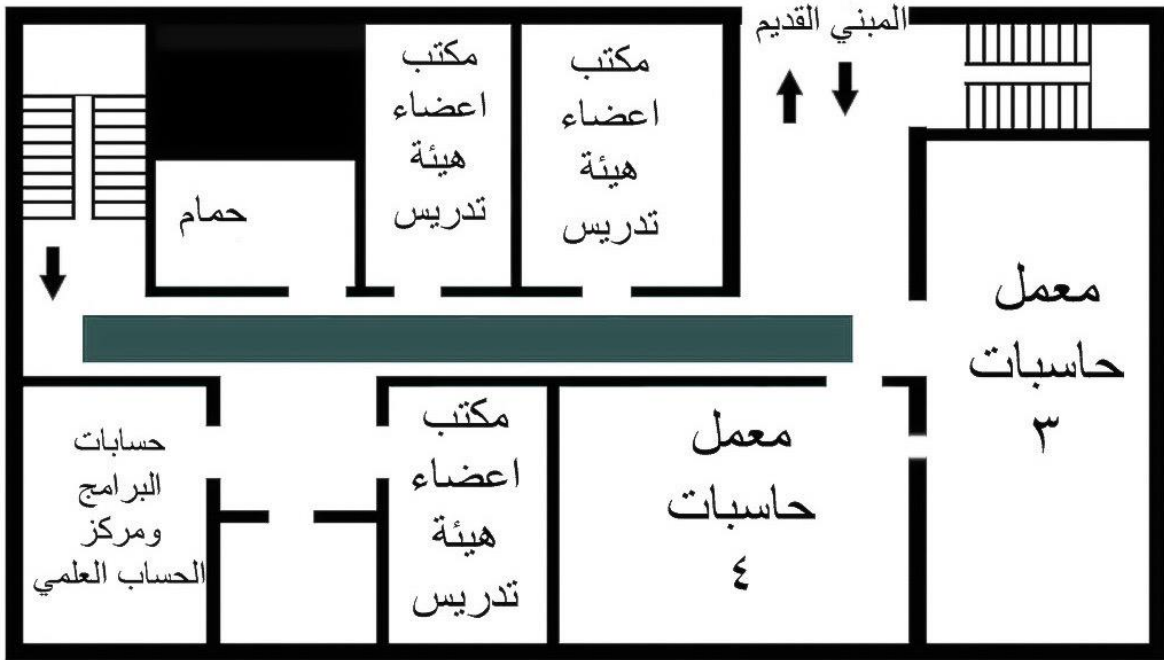 المبني القديم
مكتب
اعضاء
هيئة
تدريس
مكتب
اعضاء
هيئة
تدريس
حمام
معمل
حاسبات
٣
معمل
حاسبات
٤
مكتب
اعضاء
هيئة
تدريس
حسابات
البرامج
ومركز
الحساب العلمي